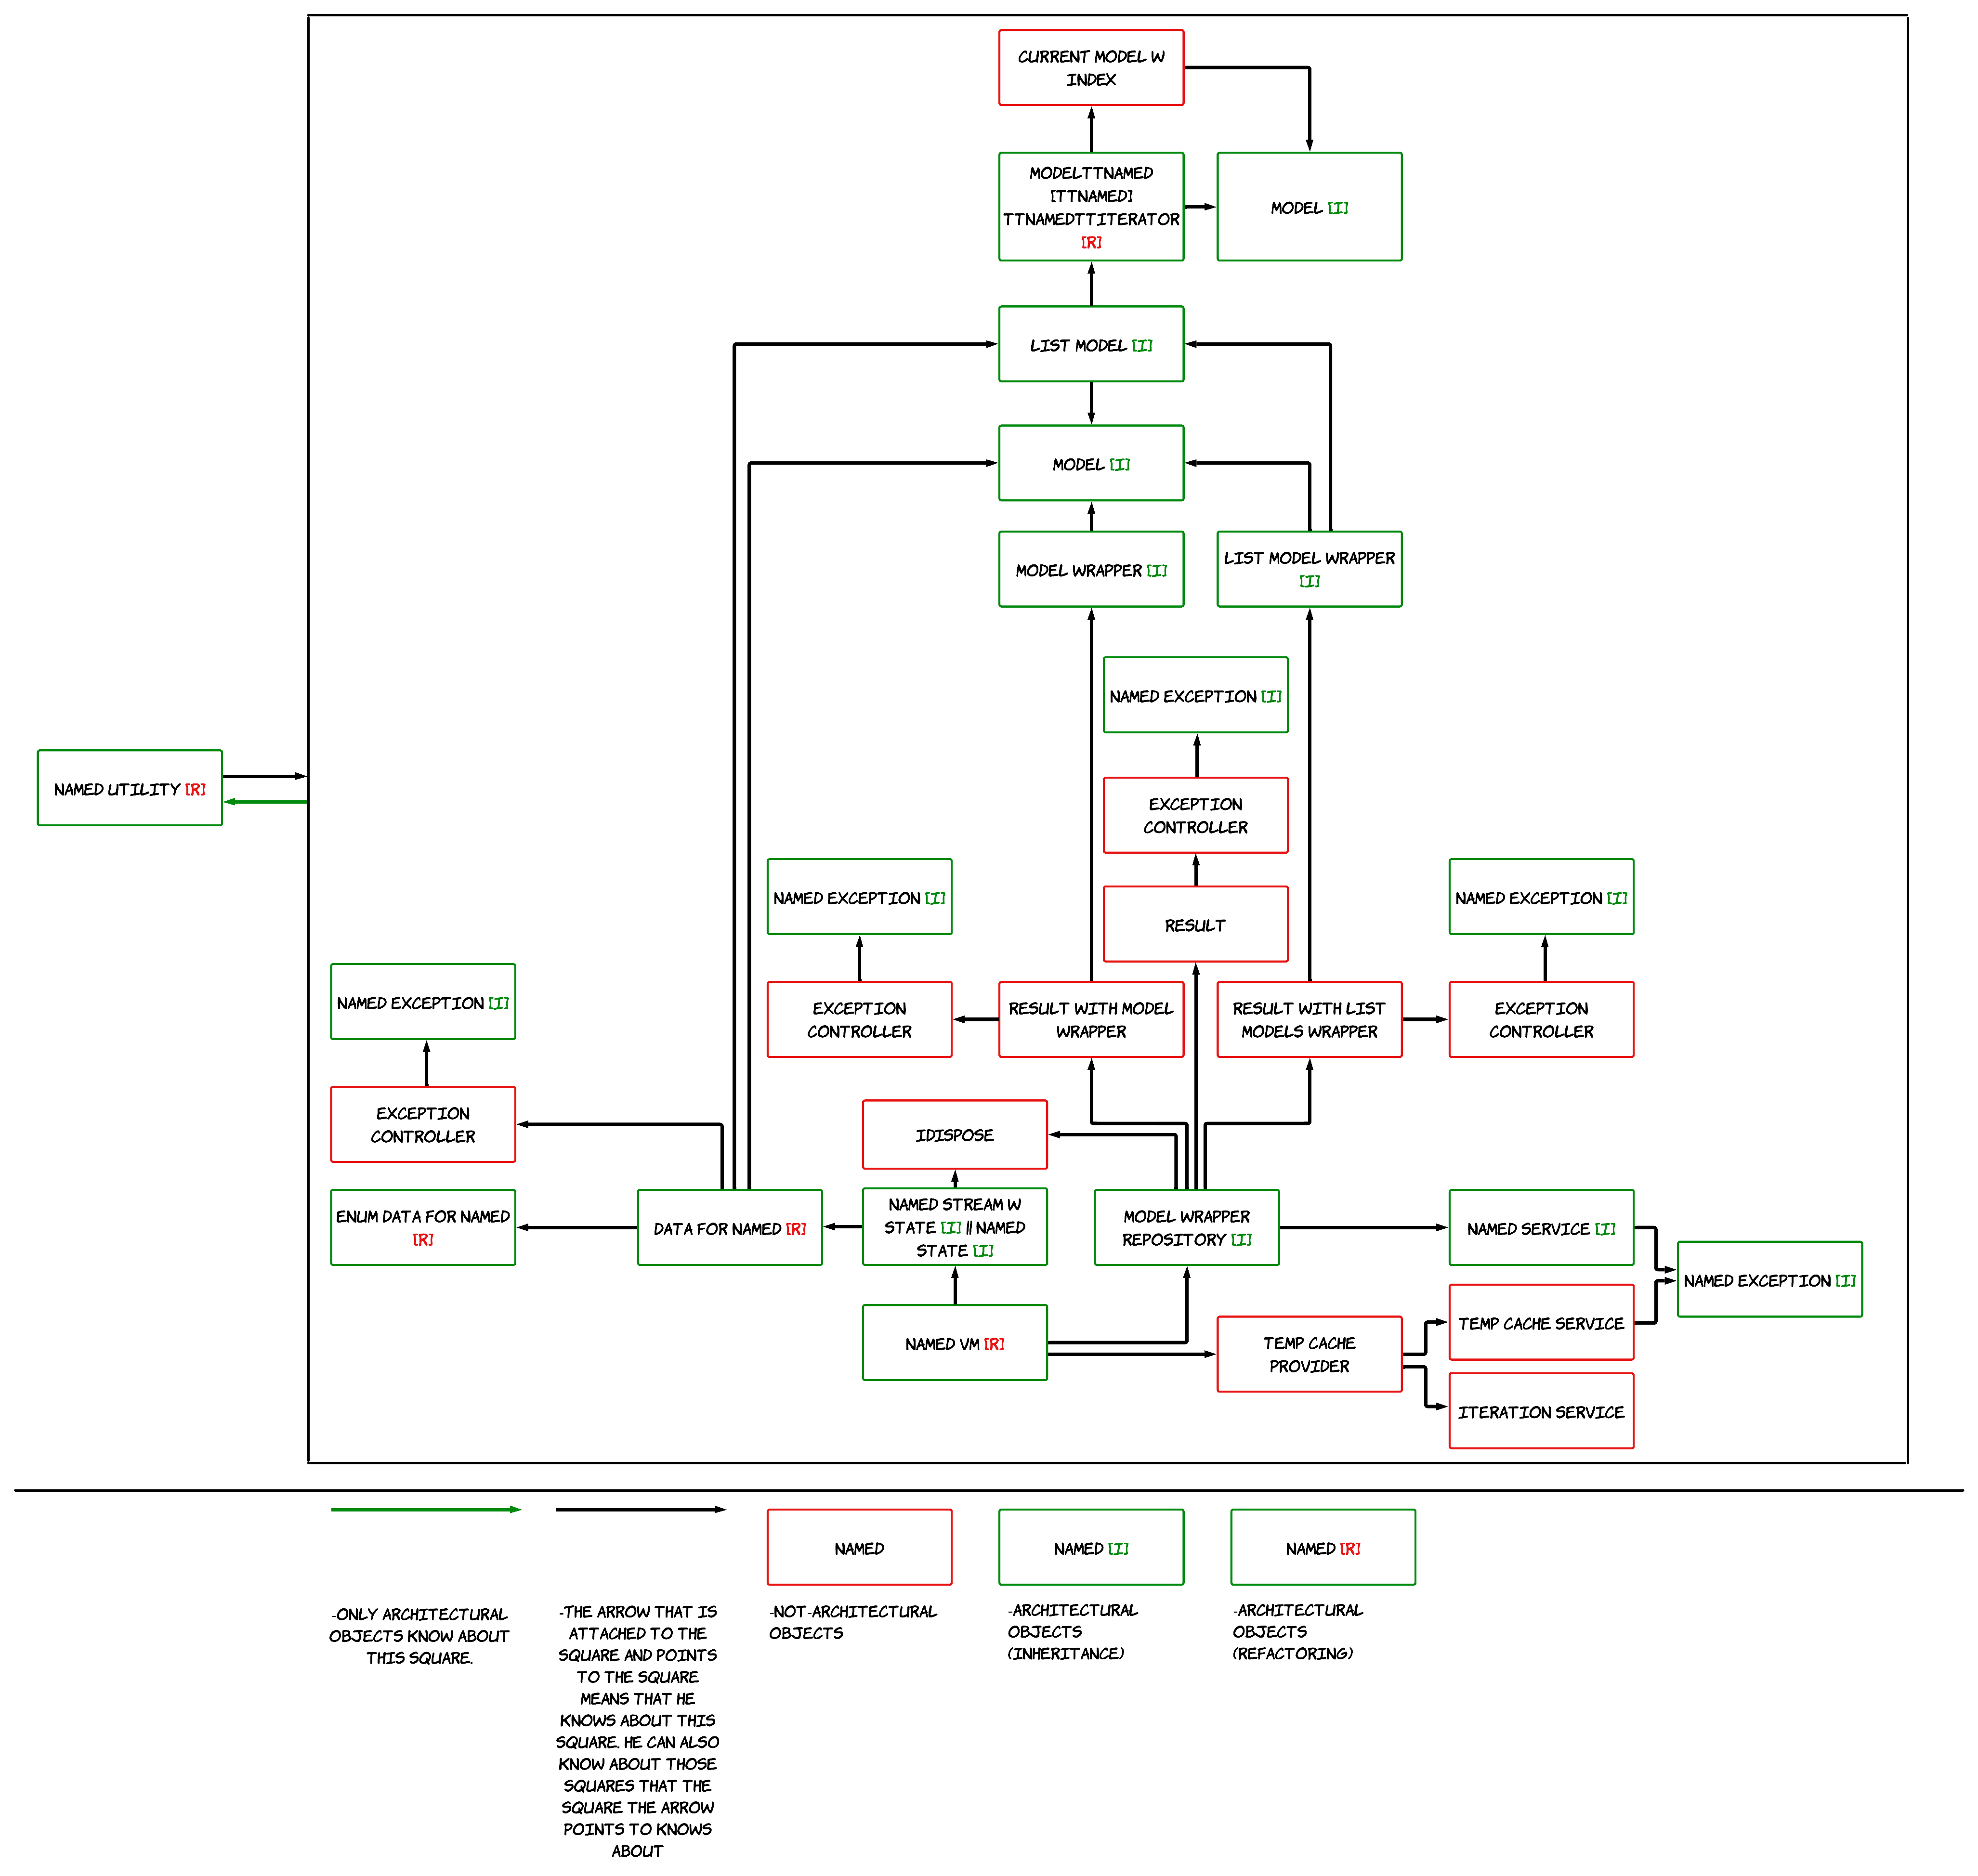 CURRENT MODEL W
INDEX
MODELTTNAMED
[TTNAMED]
TTNAMEDTTITERATOR
[R]
MODEL [I]
LIST MODEL [I]
MODEL [I]
MODEL WRAPPER [I]
LIST MODEL WRAPPER
[I]
NAMED EXCEPTION [I]
NAMED UTILITY [R]
EXCEPTION
CONTROLLER
NAMED EXCEPTION [I]
RESULT
NAMED EXCEPTION [I]
NAMED EXCEPTION [I]
EXCEPTION
CONTROLLER
RESULT WITH MODEL
WRAPPER
RESULT WITH LIST
MODELS WRAPPER
EXCEPTION
CONTROLLER
EXCEPTION
CONTROLLER
IDISPOSE
ENUM DATA FOR NAMED
[R]
DATA FOR NAMED [R]
NAMED STREAM W
STATE [I] || NAMED
STATE [I]
MODEL WRAPPER
REPOSITORY [I]
NAMED SERVICE [I]
NAMED EXCEPTION [I]
NAMED VM [R]
TEMP CACHE
PROVIDER
TEMP CACHE SERVICE
ITERATION SERVICE
NAMED
NAMED [I]
NAMED [R]
-ONLY ARCHITECTURAL
OBJECTS KNOW ABOUT
THIS SQUARE.
-THE ARROW THAT IS
ATTACHED TO THE
SQUARE AND POINTS
TO THE SQUARE
MEANS THAT HE
KNOWS ABOUT THIS
SQUARE. HE CAN ALSO
KNOW ABOUT THOSE
SQUARES THAT THE
SQUARE THE ARROW
POINTS TO KNOWS
ABOUT
-NOT-ARCHITECTURAL
OBJECTS
-ARCHITECTURAL
OBJECTS
(INHERITANCE)
-ARCHITECTURAL
OBJECTS
(REFACTORING)